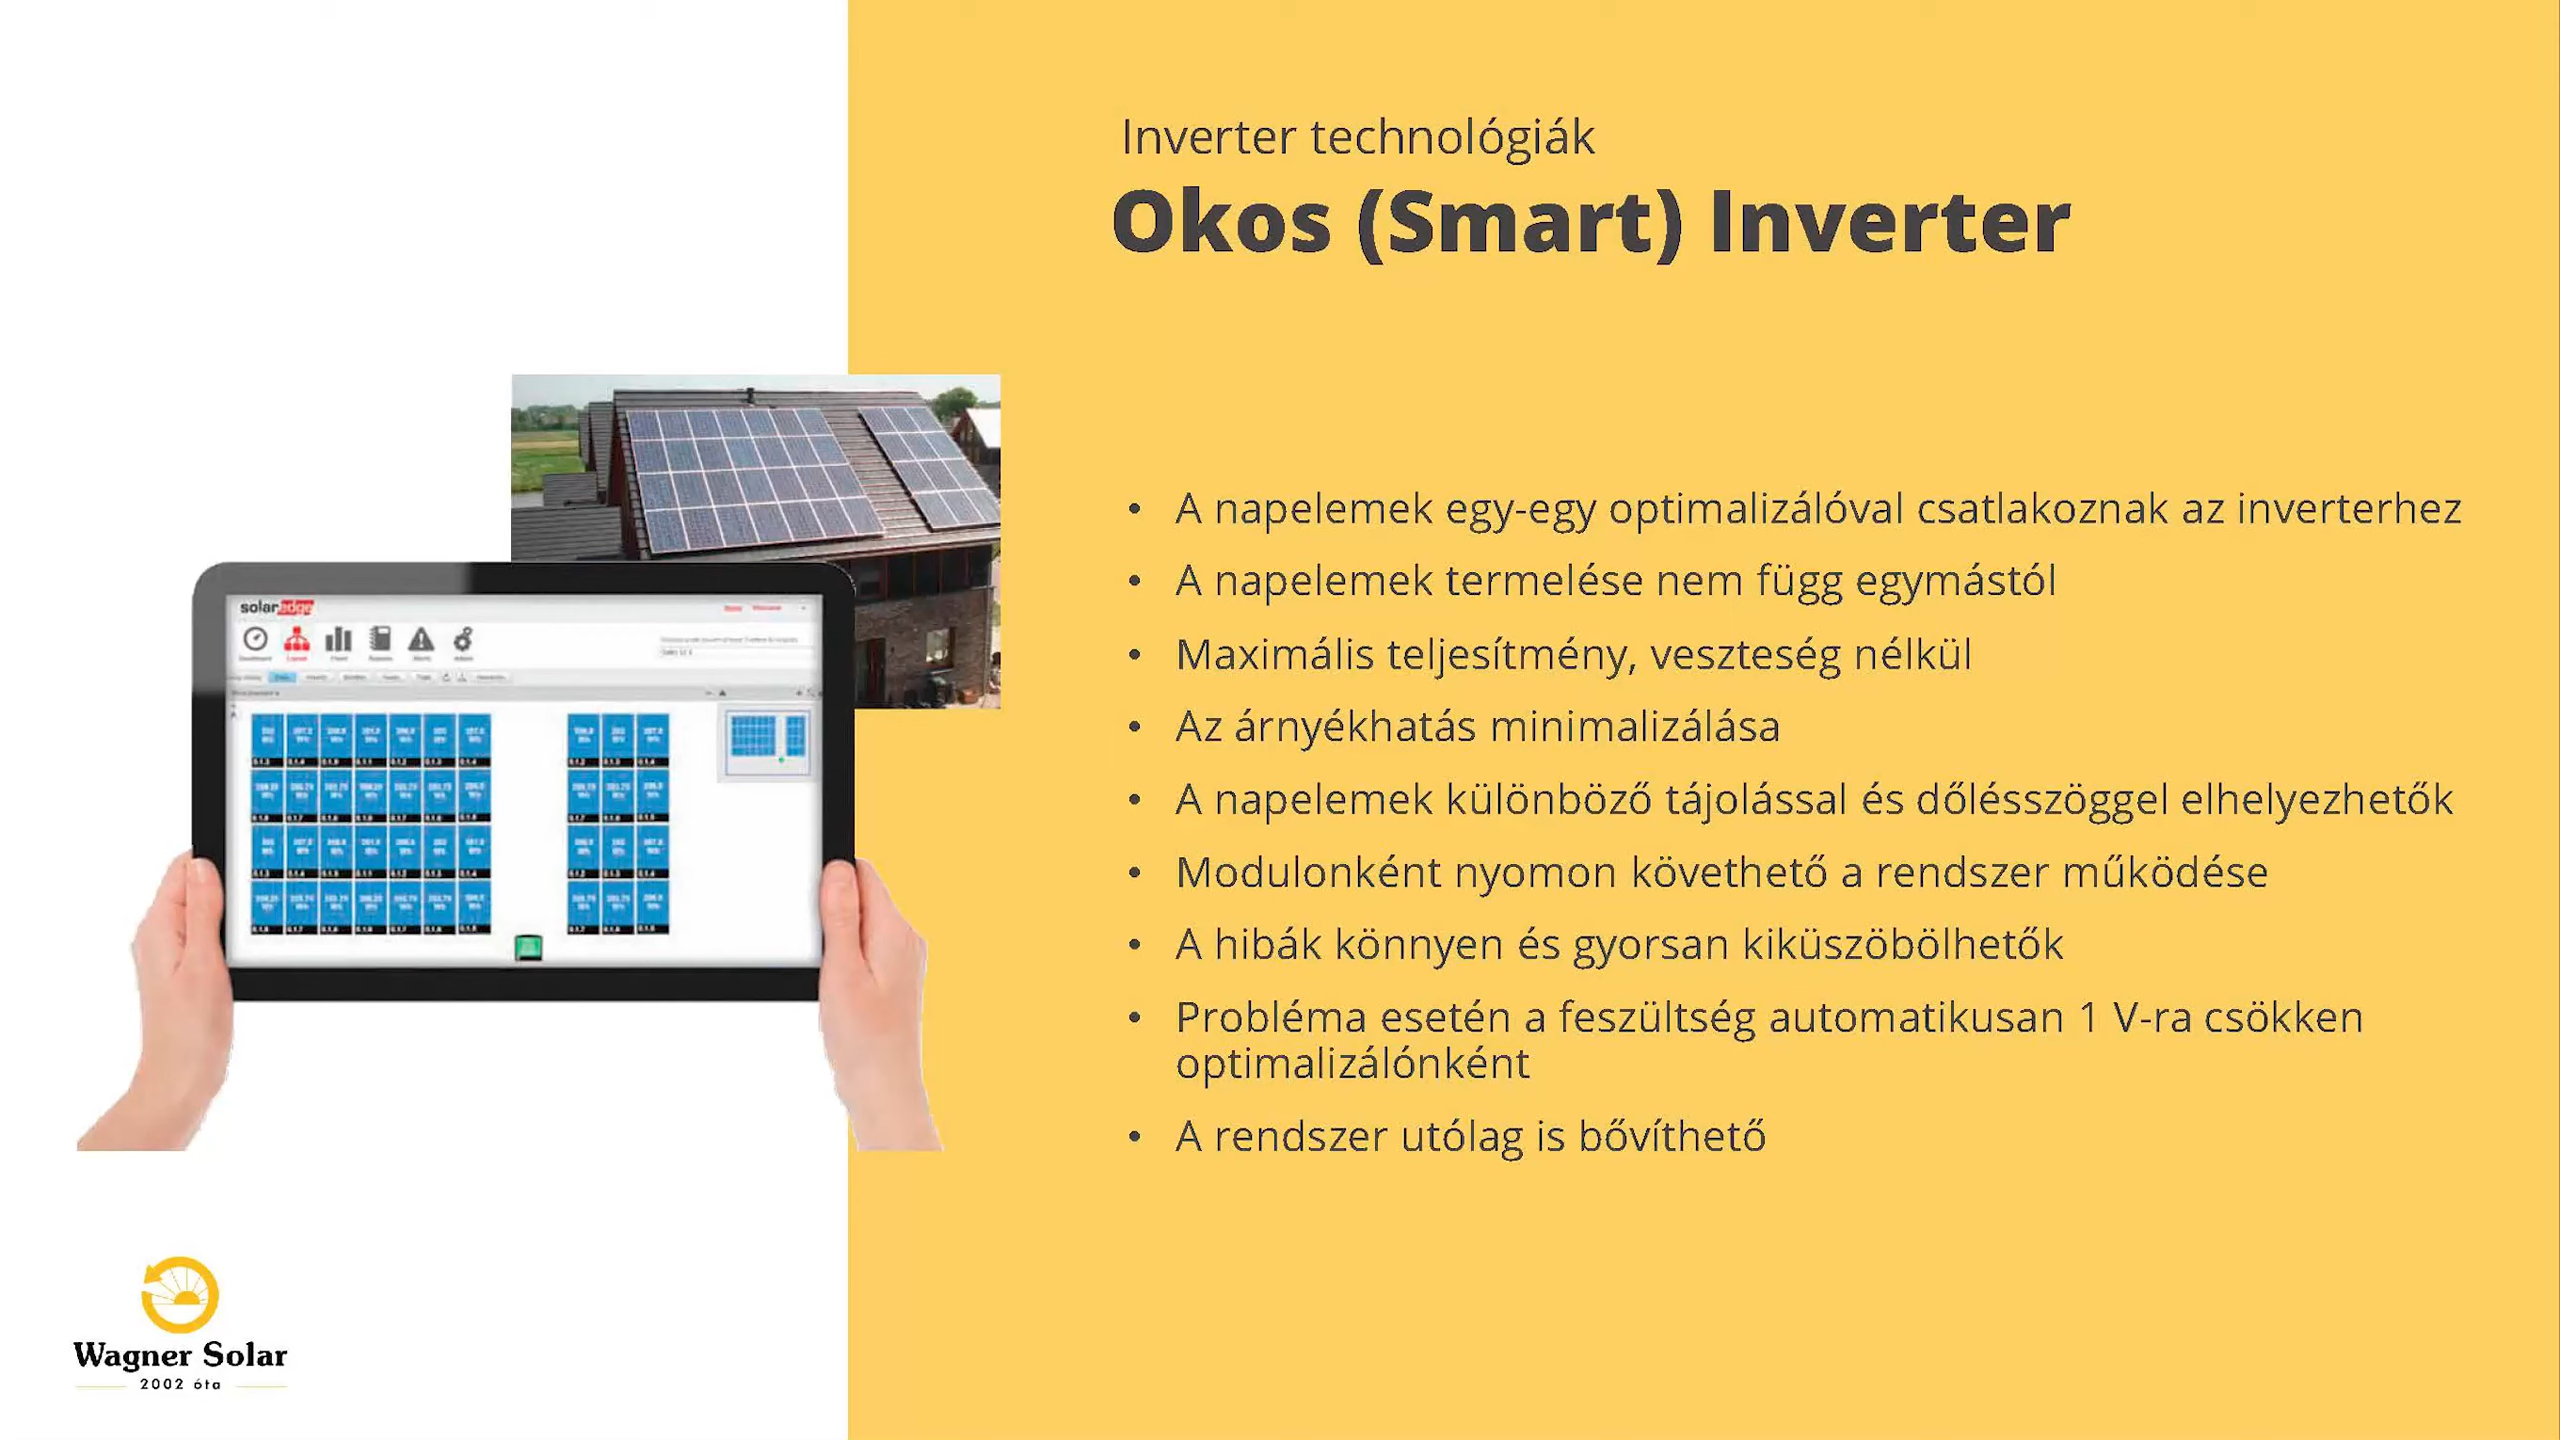 Inverter technológiák
Okos (Smart) Inverter
• A napelemek egy-egy optimalizálóval csatlakoznak az inverterhez
• A napelemek termelése nem függ egymástól
• Maximális teljesítmény, veszteség nélkül
• Az árnyékhatás minimalizálása
• A napelemek különböző tájolással és dőlésszöggel elhelyezhetők
• Modulonként nyomon követhető a rendszer működése
• A hibák könnyen és gyorsan kiküszöbölhetők
• Probléma esetén a feszültség automatikusan 1 V-ra csökken
optimalizálónként
• A rendszer utólag is bővíthető
solaredge
Wagner Solar
2002 óta